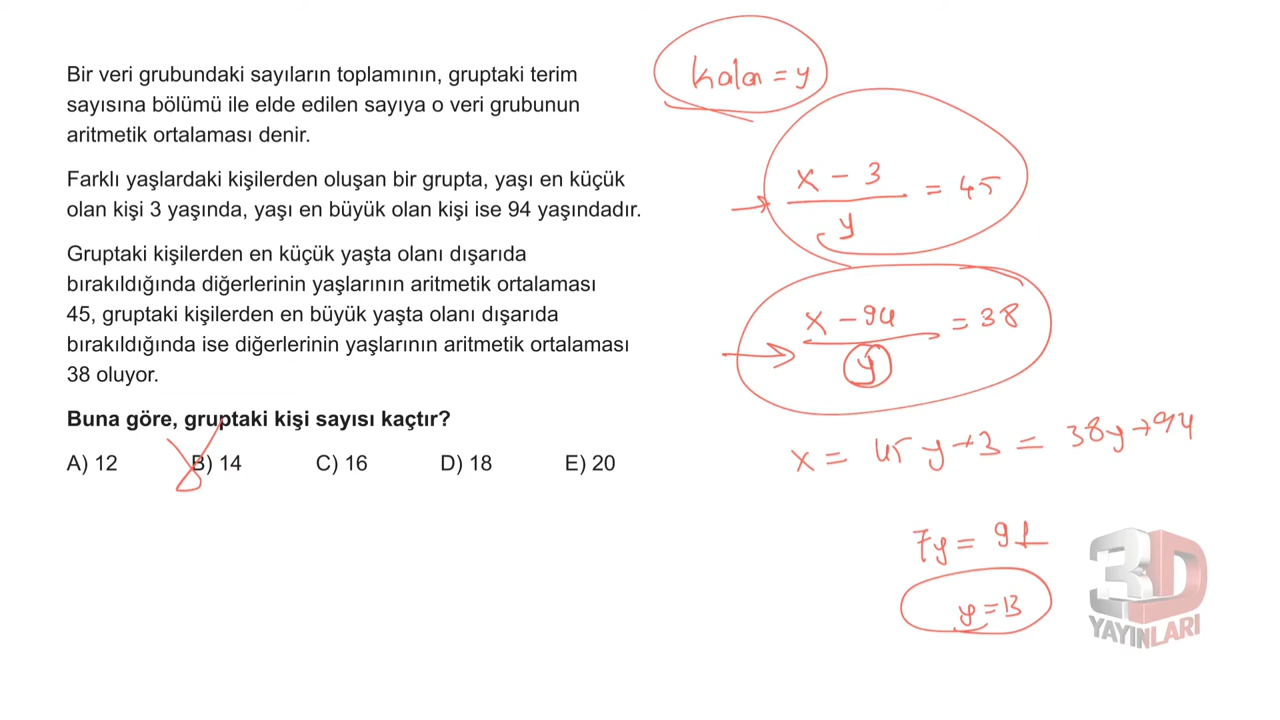 Bir veri grubundaki sayıların toplamının, gruptaki terim
sayısına bölümü ile elde edilen sayıya o veri grubunun
aritmetik ortalaması denir.
Farklı yaşlardaki kişilerden oluşan bir grupta, yaşı en küçük
olan kişi 3 yaşında, yaşı en büyük olan kişi ise 94 yaşındadır.
Gruptaki kişilerden en küçük yaşta olanı dışarıda
bırakıldığında diğerlerinin yaşlarının aritmetik ortalaması
45, gruptaki kişilerden en büyük yaşta olanı dışarıda
bırakıldığında ise diğerlerinin yaşlarının aritmetik ortalaması
38 oluyor.
Buna göre, gruptaki kişi sayısı kaçtır?
A) 12 B) 14 C) 16 D) 18 E) 20
kalan = y
x - 3
= 45
y
x - 94
= 38
y
x = 45y + 3 = 38y + 94
7y = 91
y = 13
3D
YAYINLARI